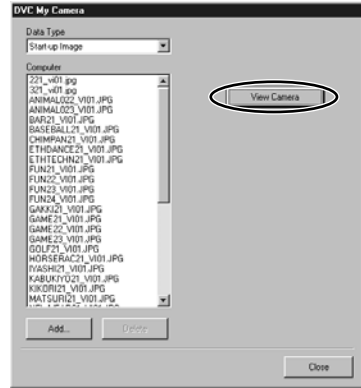 DVC My Camera
Data Type
Start-up Image
Computer
221_vi01.jpg
321_vi01.jpg
ANIMAL022_VI01.JPG
ANIMAL023_VI01.JPG
BAR21_VI01.JPG
BASEBALL21_VI01.JPG
CHIMPAN21_VI01.JPG
ETHDANCE21_VI01.JPG
ETHTECHN21_VI01.JPG
FUN21_VI01.JPG
FUN22_VI01.JPG
FUN23_VI01.JPG
FUN24_VI01.JPG
GAKKI21_VI01.JPG
GAME21_VI01.JPG
GAME22_VI01.JPG
GAME23_VI01.JPG
GOLF21_VI01.JPG
HORSERAC21_VI01.JPG
IYASHI21_VI01.JPG
KABUKIYO21_VI01.JPG
KIKORI21_VI01.JPG
MATSURI21_VI01.JPG
View Camera
Add...
Delete
Close